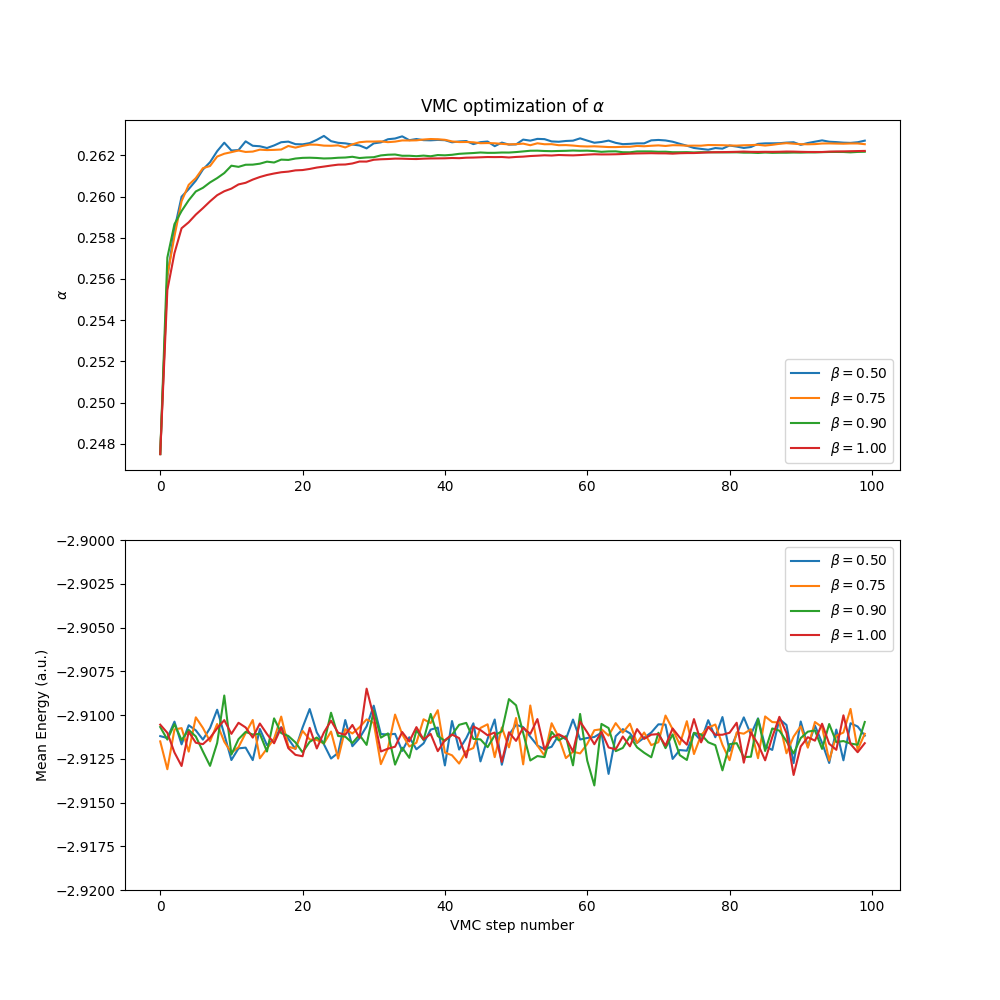 VMC optimization of α
0.262
0.260
0.258
0.256
0.254
0.252
0.250
0.248
α
β = 0.50
β = 0.75
β = 0.90
β = 1.00
0 20 40 60 80 100
−2.9000
−2.9025
−2.9050
−2.9075
−2.9100
−2.9125
−2.9150
−2.9175
−2.9200
Mean Energy (a.u.)
β = 0.50
β = 0.75
β = 0.90
β = 1.00
0 20 40 60 80 100
VMC step number